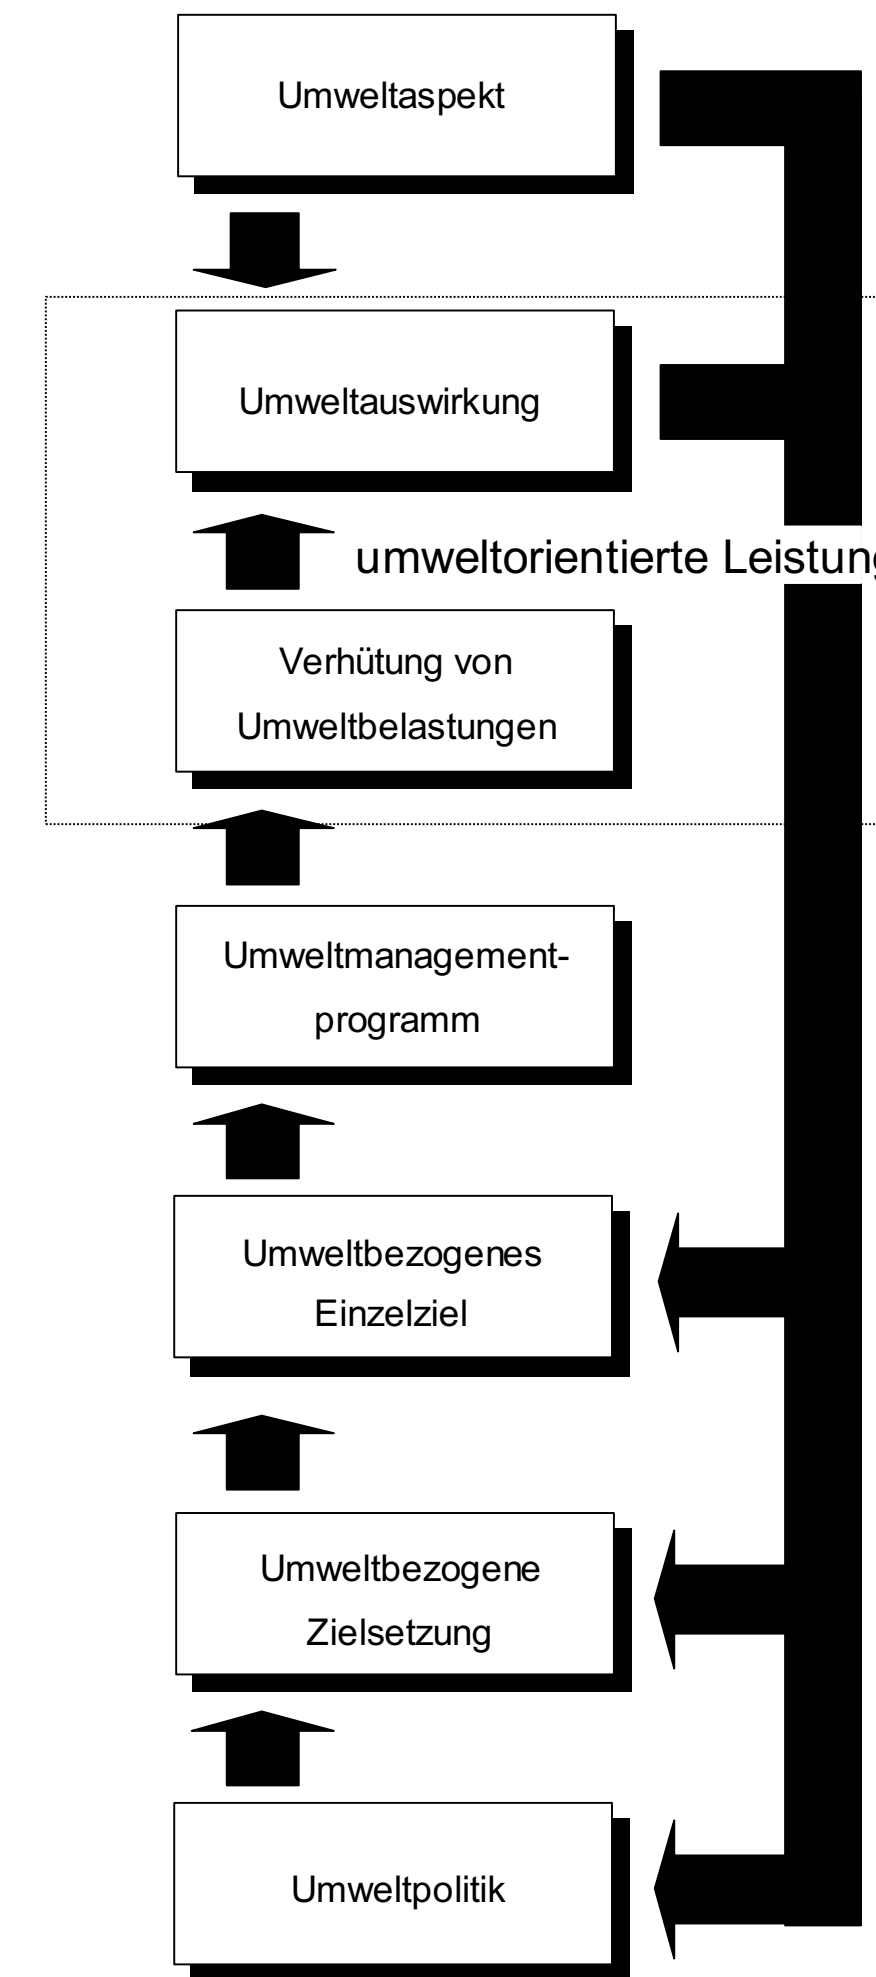 Umweltaspekt
Umweltauswirkung
umweltorientierte Leistung
Verhütung von
Umweltbelastungen
Umweltmanagement-
programm
Umweltbezogenes
Einzelziel
Umweltbezogene
Zielsetzung
Umweltpolitik